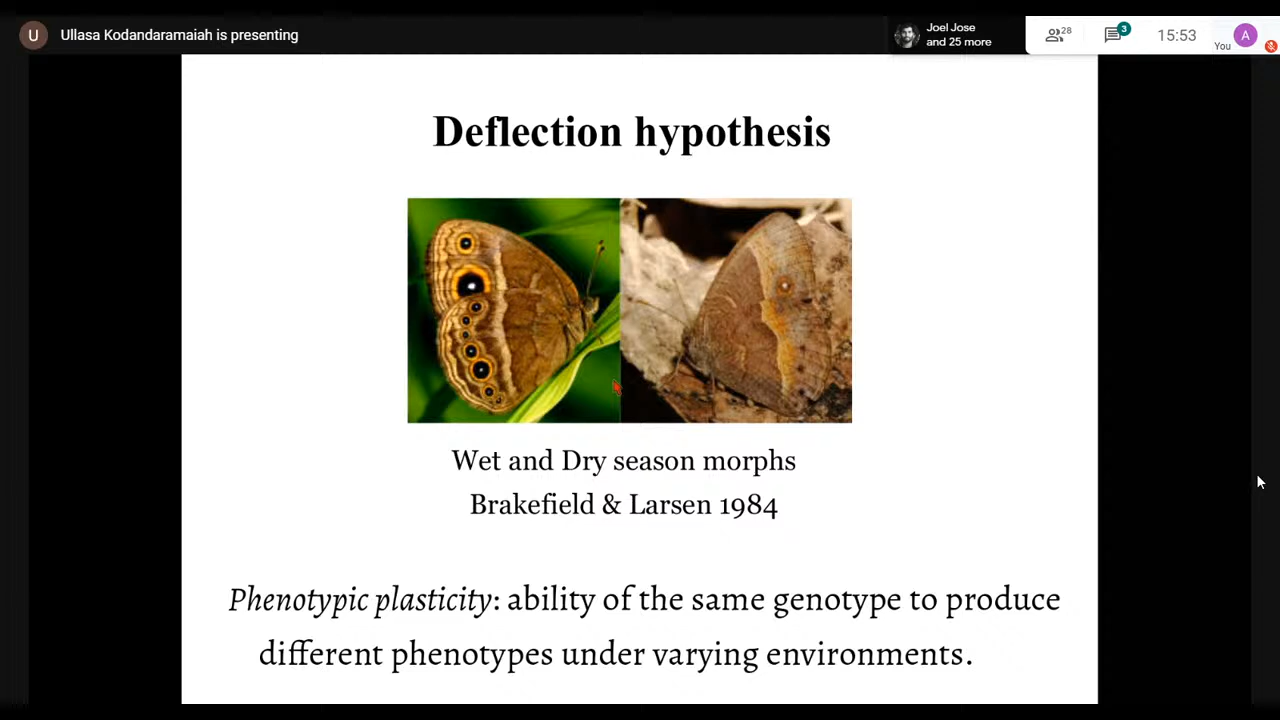 U
Ullasa Kodandaramaiah is presenting
Joel Jose
and 25 more
28
3
15:53
You
A
Deflection hypothesis
Wet and Dry season morphs
Brakefield & Larsen 1984
Phenotypic plasticity: ability of the same genotype to produce
different phenotypes under varying environments.